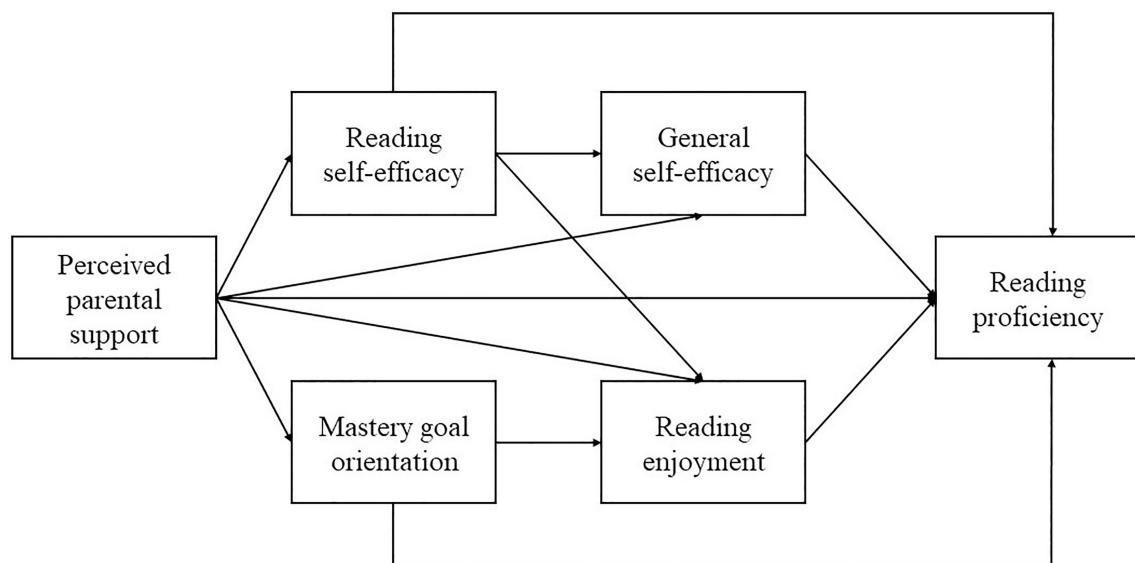 Reading
self-efficacy
General
self-efficacy
Perceived
parental
support
Reading
proficiency
Mastery goal
orientation
Reading
enjoyment